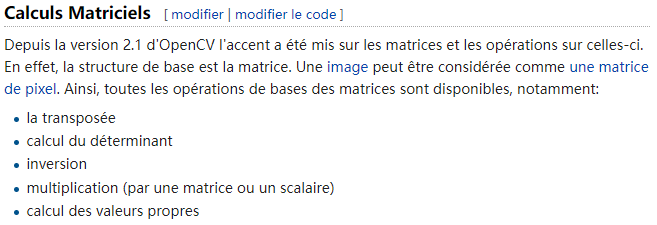 Calculs Matriciels [ modifier | modifier le code ]
Depuis la version 2.1 d'OpenCV l'accent a été mis sur les matrices et les opérations sur celles-ci.
En effet, la structure de base est la matrice. Une image peut être considérée comme une matrice
de pixel. Ainsi, toutes les opérations de bases des matrices sont disponibles, notamment:
• la transposée
• calcul du déterminant
• inversion
• multiplication (par une matrice ou un scalaire)
• calcul des valeurs propres